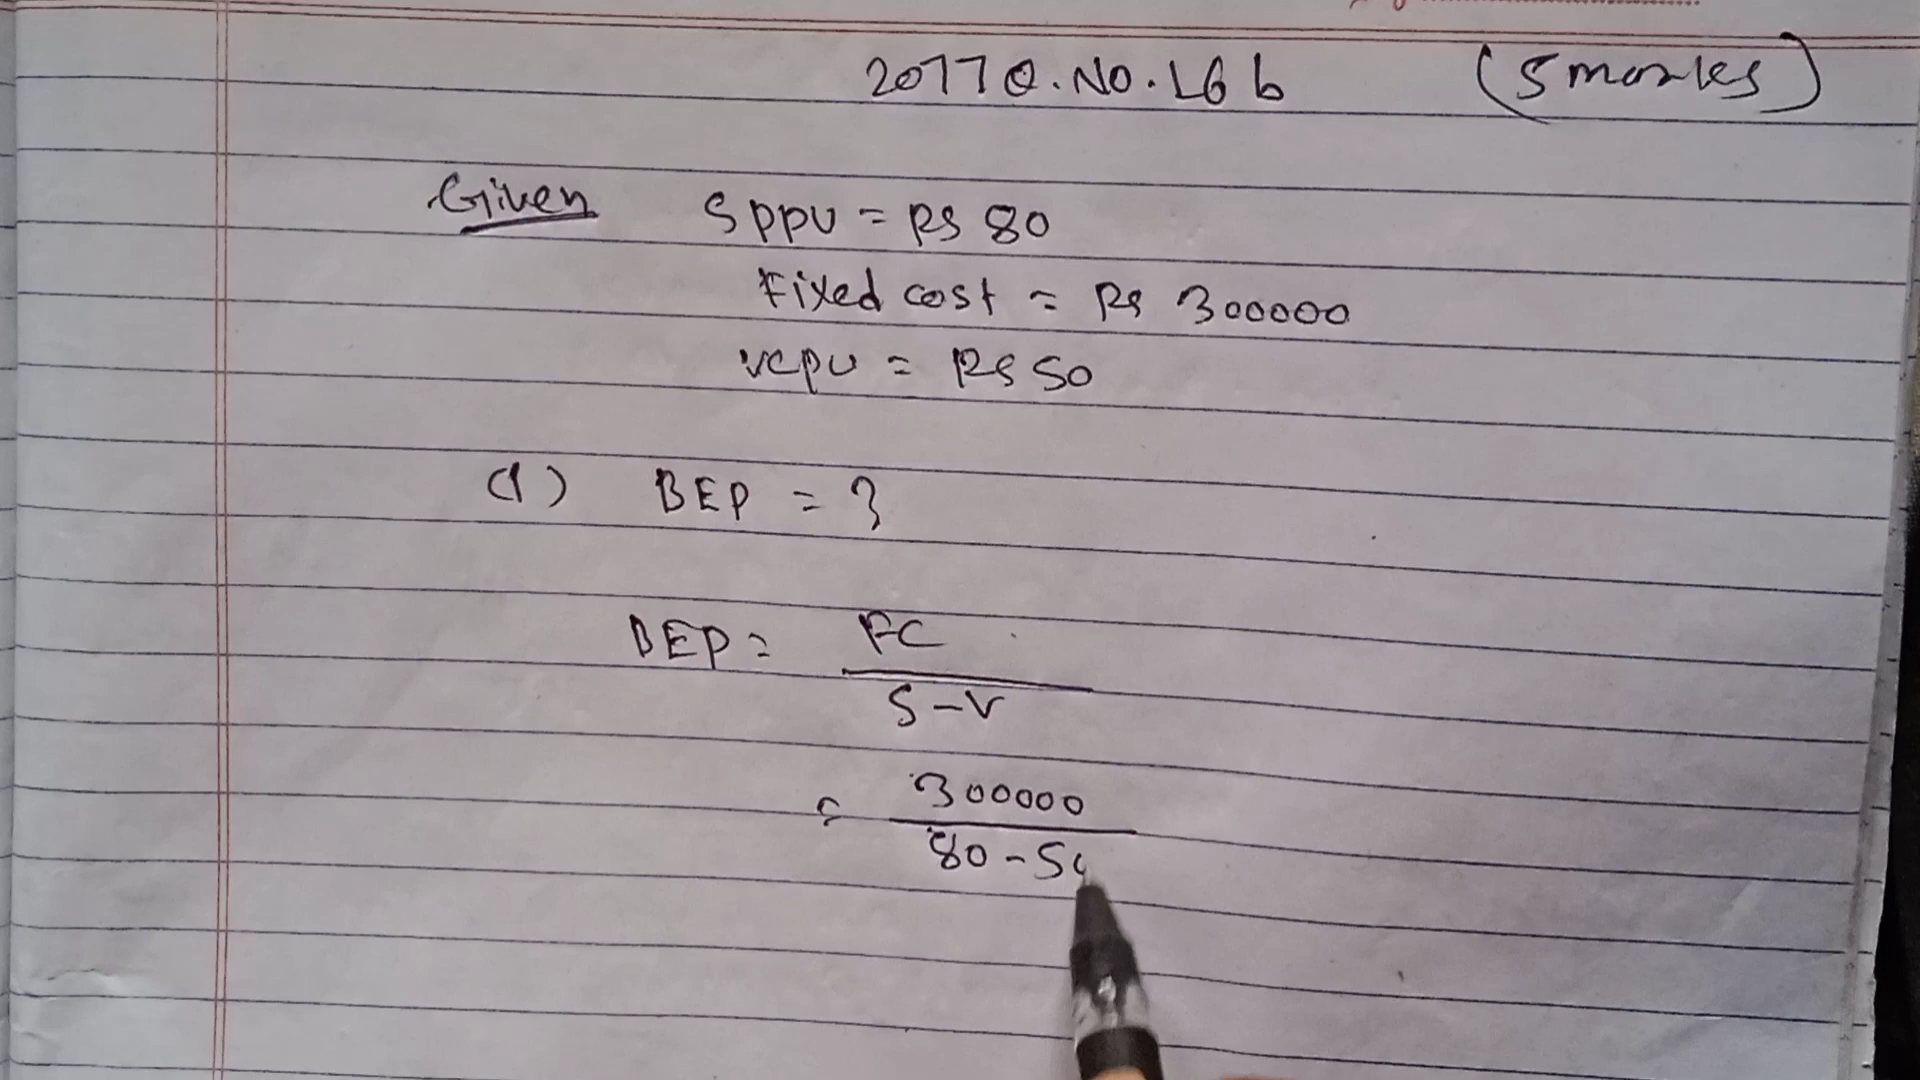 2077 Q.NO.16 b (5 marks)
Given SPPU = RS 80
Fixed cost = Rs 300000
VCPU = RS 50
(1) BEP = ?
BEP = FC
S-V
= 300000
80-50